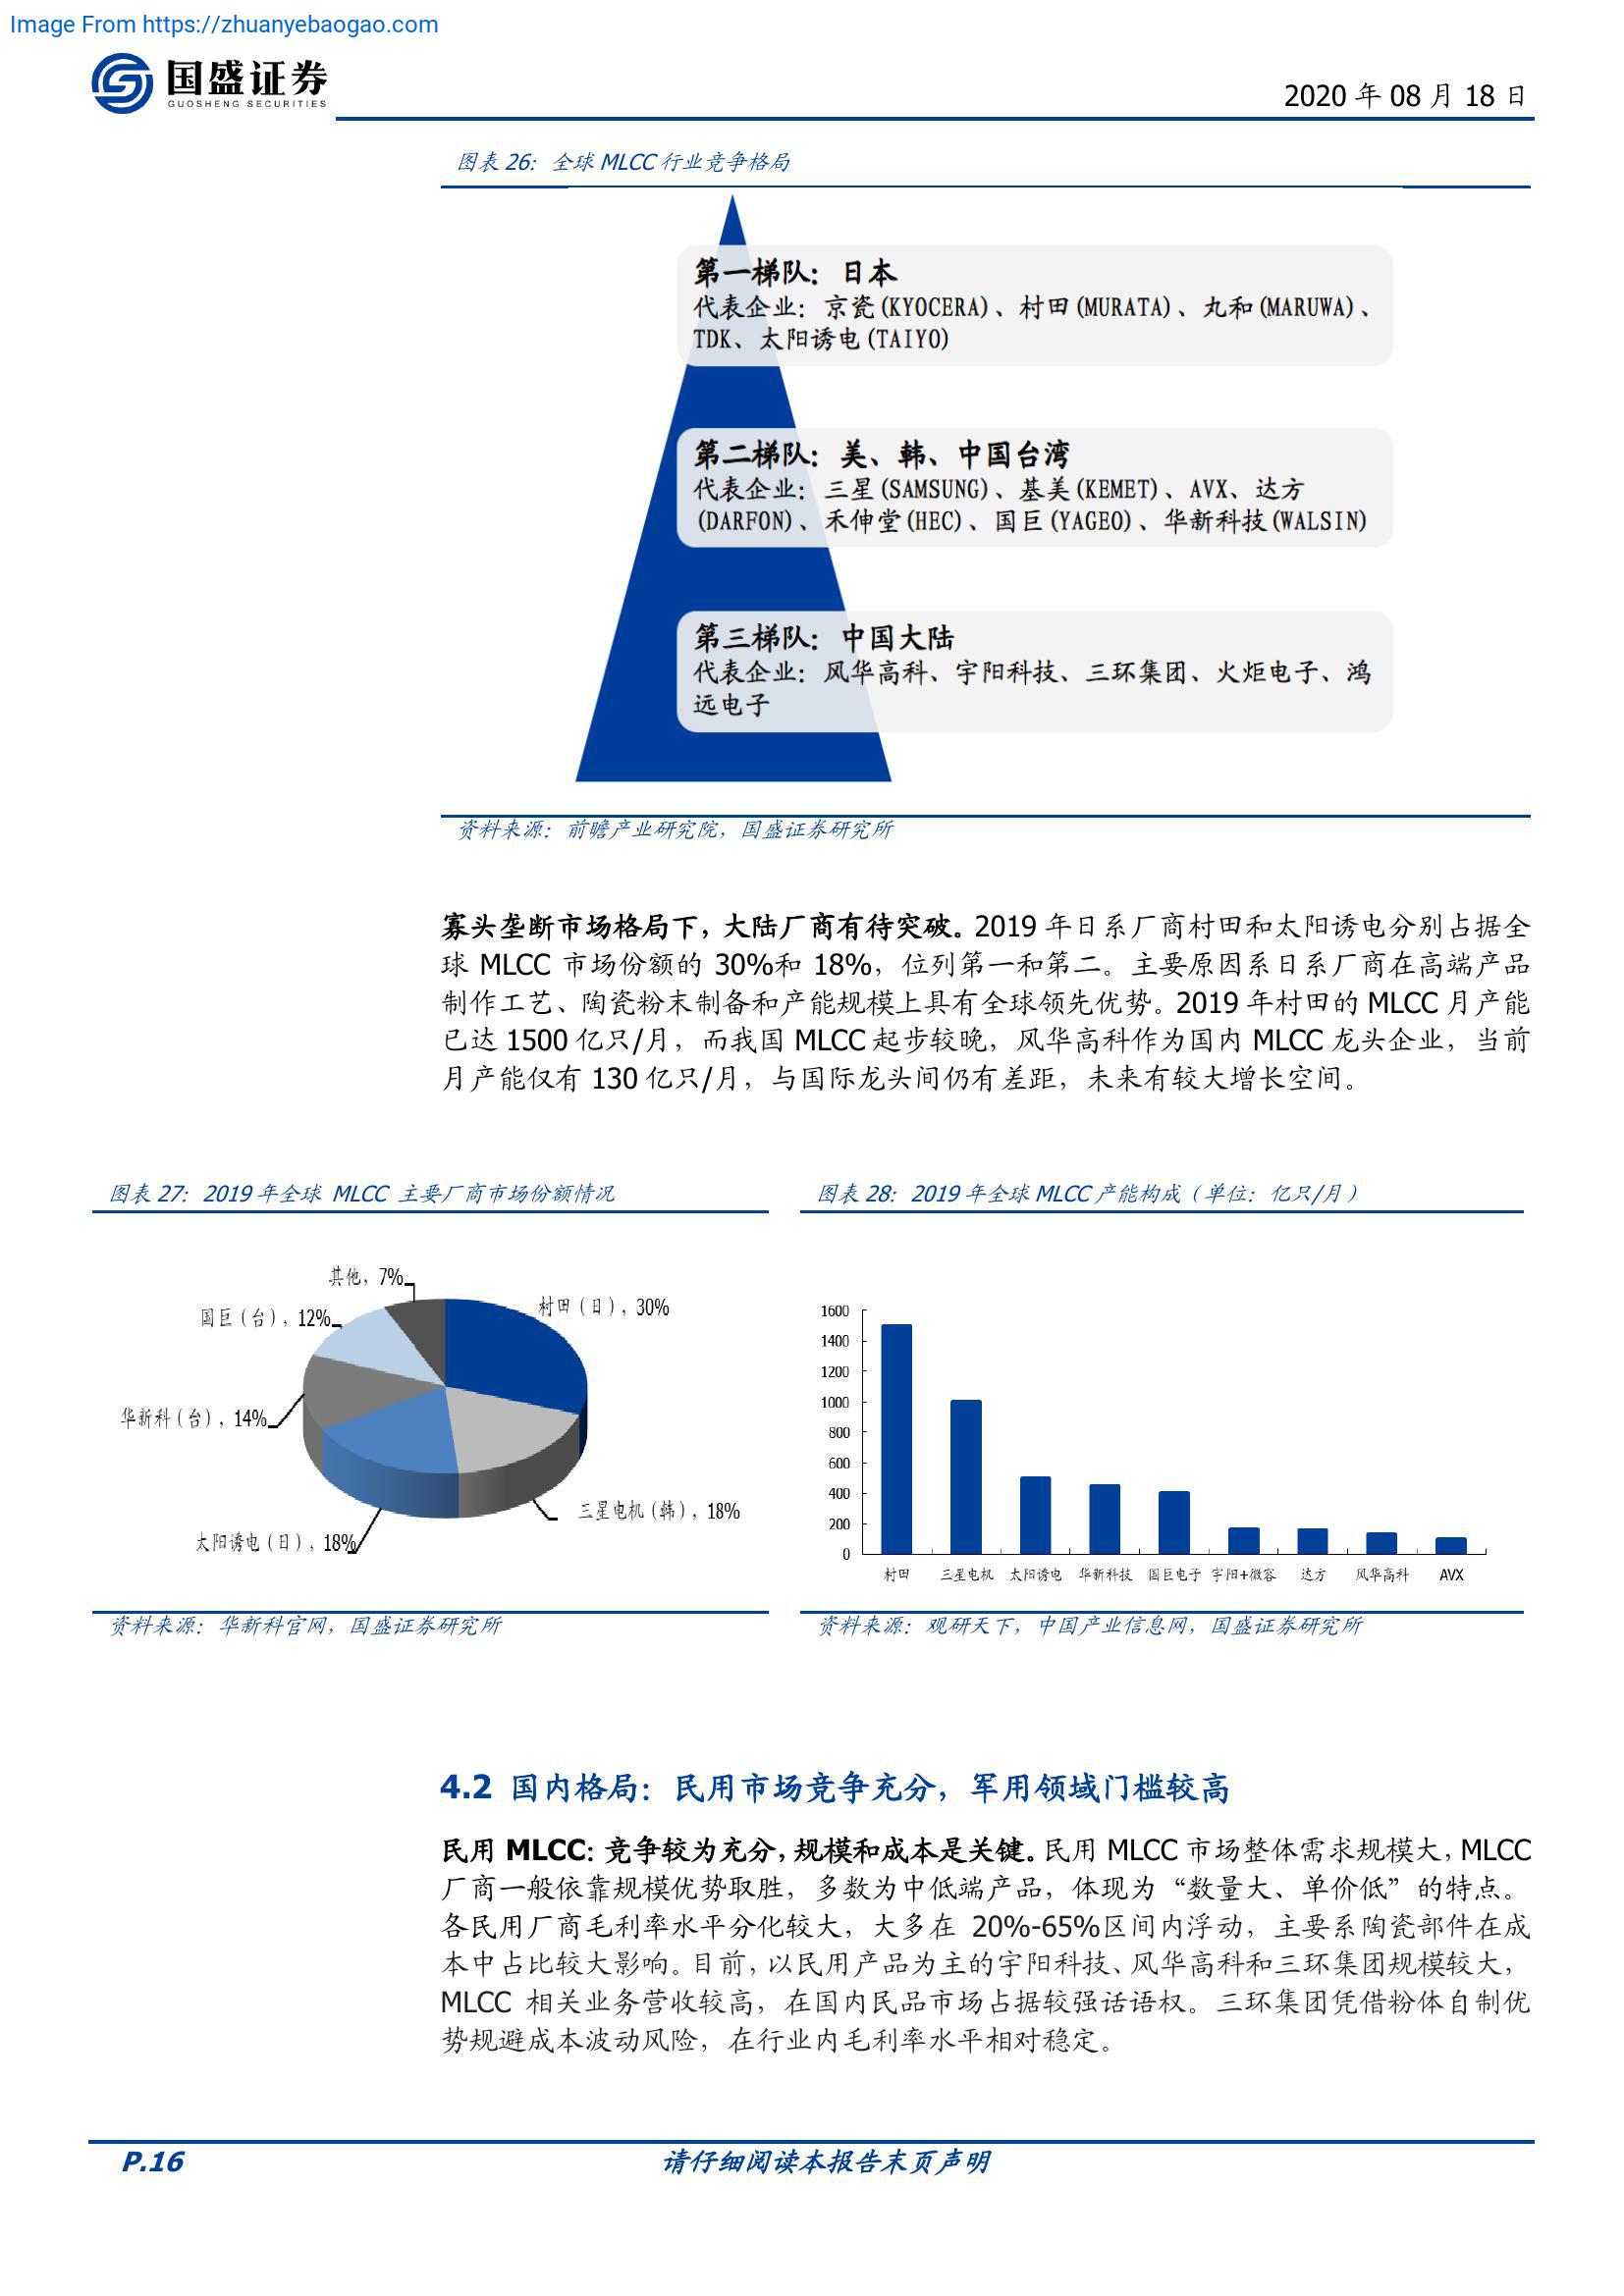 Image From https://zhuanyebaogao.com
国盛证券
GUOSHENG SECURITIES
2020 年 08 月 18 日
图表 26：全球 MLCC 行业竞争格局
第一梯队：日本
代表企业：京瓷(KYOCERA)、村田(MURATA)、丸和(MARUWA)、
TDK、太阳诱电(TAIYO)
第二梯队：美、韩、中国台湾
代表企业：三星(SAMSUNG)、基美(KEMET)、AVX、达方
(DARFON)、禾伸堂(HEC)、国巨(YAGEO)、华新科技(WALSIN)
第三梯队：中国大陆
代表企业：风华高科、宇阳科技、三环集团、火炬电子、鸿
远电子
资料来源：前瞻产业研究院，国盛证券研究所
寡头垄断市场格局下，大陆厂商有待突破。2019 年日系厂商村田和太阳诱电分别占据全
球 MLCC 市场份额的 30%和 18%，位列第一和第二。主要原因系日系厂商在高端产品
制作工艺、陶瓷粉末制备和产能规模上具有全球领先优势。2019 年村田的 MLCC 月产能
已达 1500 亿只/月，而我国 MLCC 起步较晚，风华高科作为国内 MLCC 龙头企业，当前
月产能仅有 130 亿只/月，与国际龙头间仍有差距，未来有较大增长空间。
图表 27：2019 年全球 MLCC 主要厂商市场份额情况
其他，7%
村田（日），30%
国巨（台），12%
华新科（台），14%
三星电机（韩），18%
太阳诱电（日），18%
资料来源：华新科官网，国盛证券研究所
图表 28：2019 年全球 MLCC 产能构成（单位：亿只/月）
1600
1400
1200
1000
800
600
400
200
0
村田 三星电机 太阳诱电 华新科技 国巨电子 宇阳+微容 达方 风华高科 AVX
资料来源：观研天下，中国产业信息网，国盛证券研究所
4.2 国内格局：民用市场竞争充分，军用领域门槛较高
民用 MLCC：竞争较为充分，规模和成本是关键。民用 MLCC 市场整体需求规模大，MLCC
厂商一般依靠规模优势取胜，多数为中低端产品，体现为“数量大、单价低”的特点。
各民用厂商毛利率水平分化较大，大多在 20%-65%区间内浮动，主要系陶瓷部件在成
本中占比较大影响。目前，以民用产品为主的宇阳科技、风华高科和三环集团规模较大，
MLCC 相关业务营收较高，在国内民品市场占据较强话语权。三环集团凭借粉体自制优
势规避成本波动风险，在行业内毛利率水平相对稳定。
P.16
请仔细阅读本报告末页声明